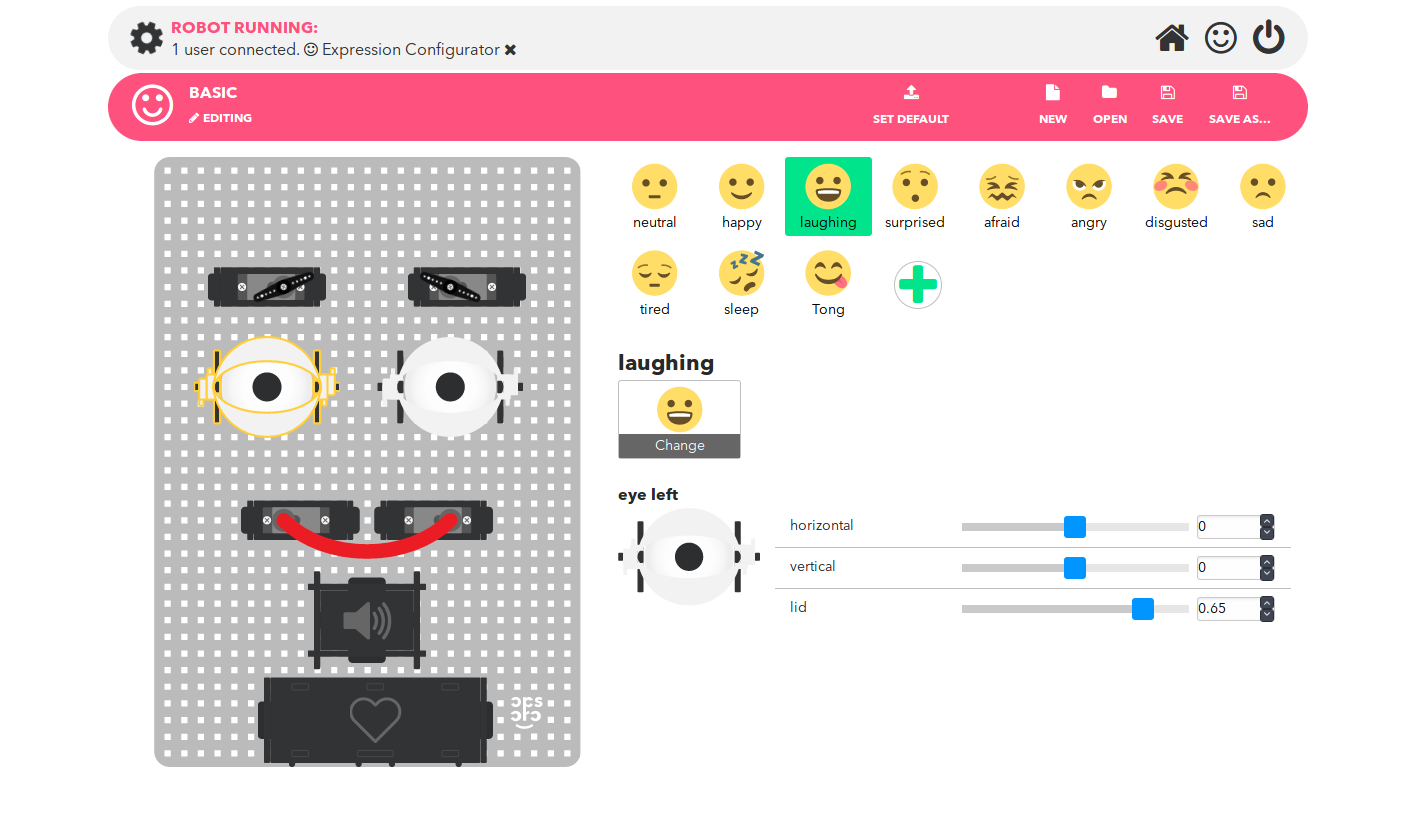 ROBOT RUNNING:
1 user connected. Expression Configurator
BASIC
EDITING
SET DEFAULT
NEW
OPEN
SAVE
SAVE AS...
neutral
happy
laughing
surprised
afraid
angry
disgusted
sad
tired
sleep
Tong
laughing
Change
eye left
horizontal
0
vertical
0
lid
0.65